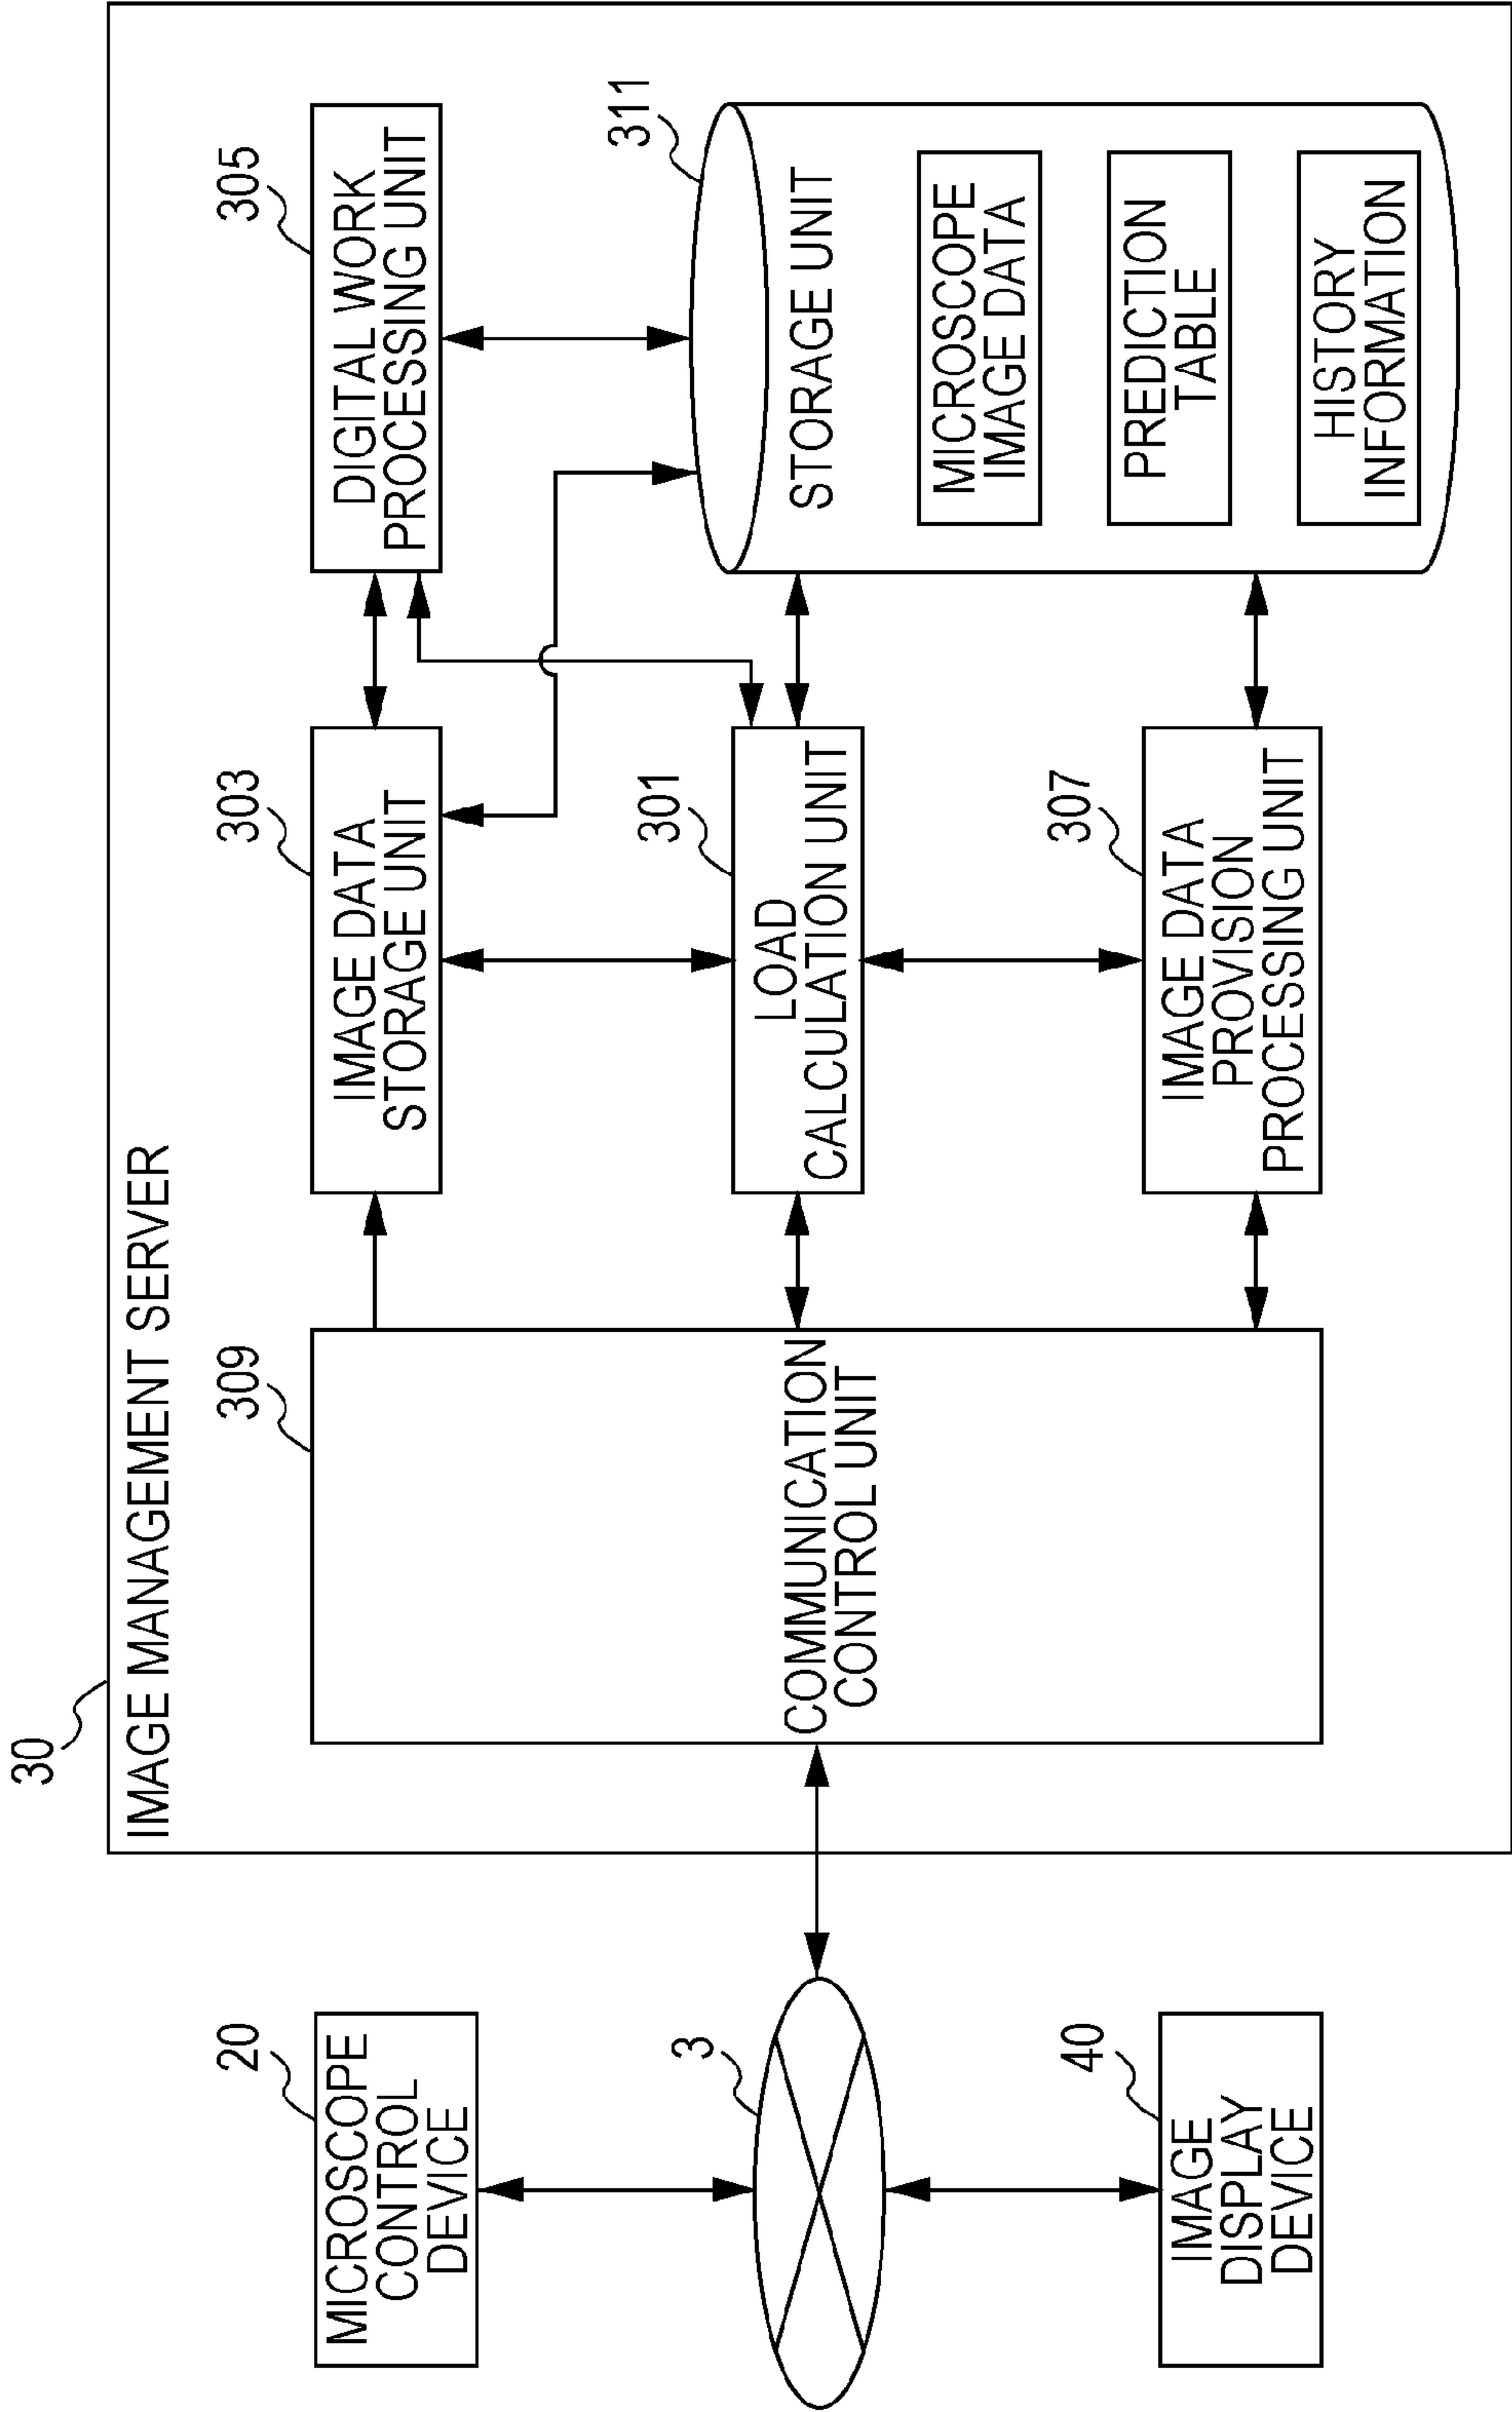 30
IMAGE MANAGEMENT SERVER
20
MICROSCOPE
CONTROL
DEVICE
3
40
IMAGE
DISPLAY
DEVICE
309
COMMUNICATION
CONTROL UNIT
303
IMAGE DATA
STORAGE UNIT
301
LOAD
CALCULATION UNIT
307
IMAGE DATA
PROVISION
PROCESSING UNIT
305
DIGITAL WORK
PROCESSING UNIT
311
STORAGE UNIT
MICROSCOPE
IMAGE DATA
PREDICTION
TABLE
HISTORY
INFORMATION